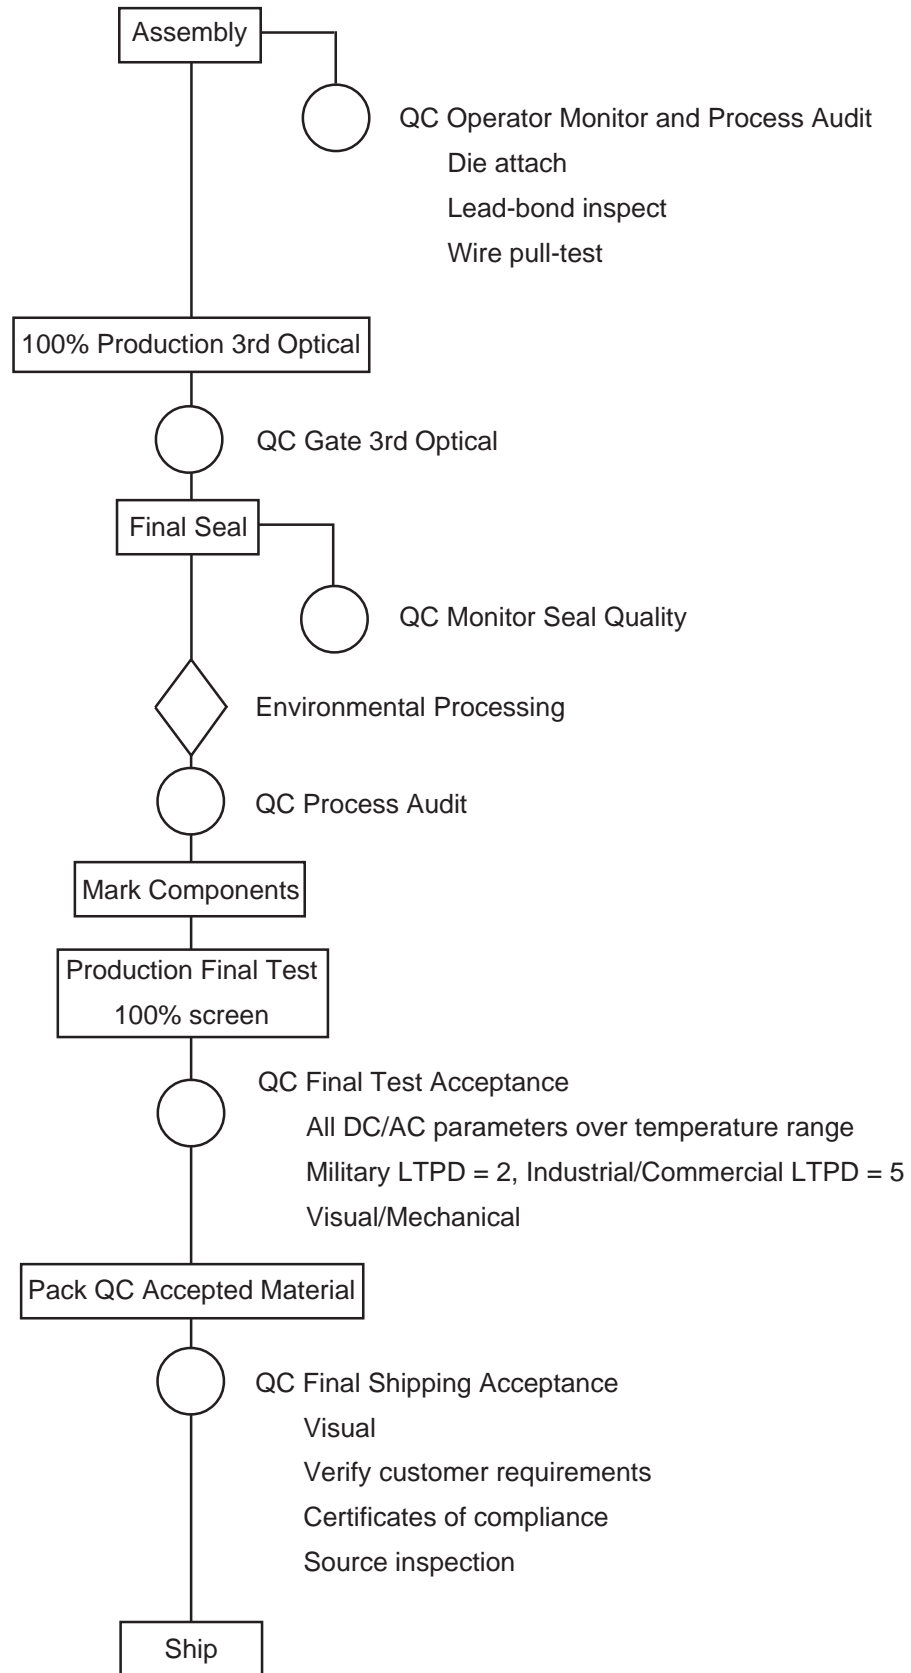 Assembly
QC Operator Monitor and Process Audit
Die attach
Lead-bond inspect
Wire pull-test
100% Production 3rd Optical
QC Gate 3rd Optical
Final Seal
QC Monitor Seal Quality
Environmental Processing
QC Process Audit
Mark Components
Production Final Test
100% screen
QC Final Test Acceptance
All DC/AC parameters over temperature range
Military LTPD = 2, Industrial/Commercial LTPD = 5
Visual/Mechanical
Pack QC Accepted Material
QC Final Shipping Acceptance
Visual
Verify customer requirements
Certificates of compliance
Source inspection
Ship